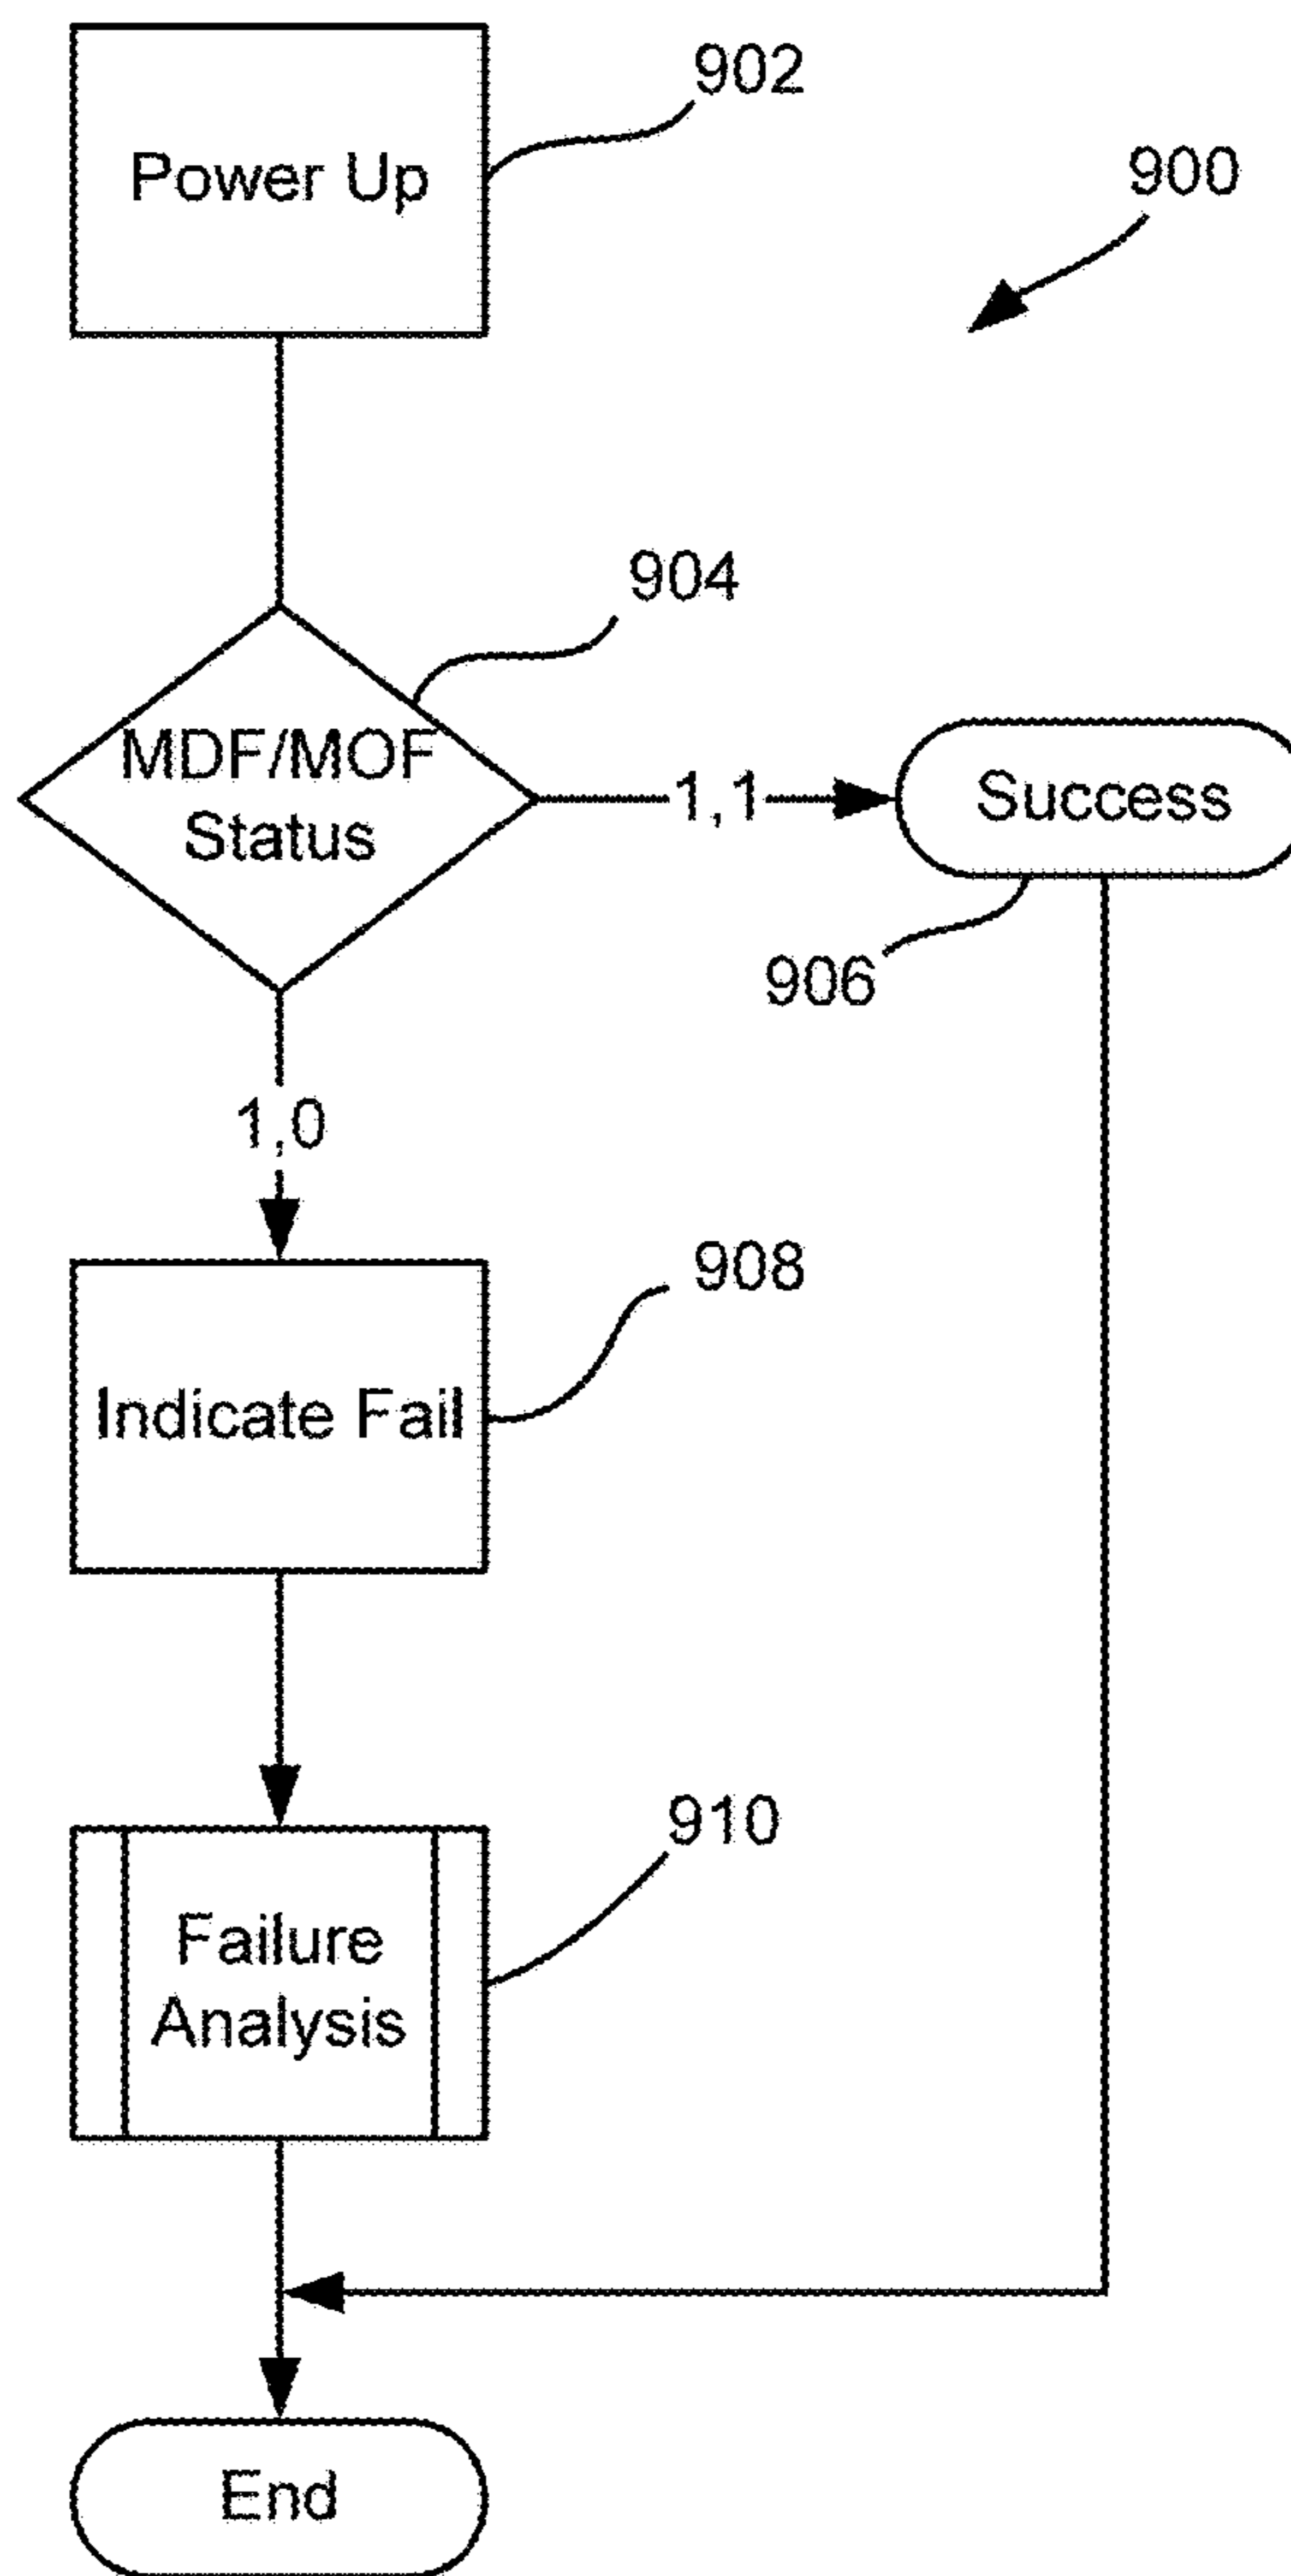 902
Power Up
900
904
MDF/MOF
Status
1,1
Success
906
1,0
908
Indicate Fail
910
Failure
Analysis
End